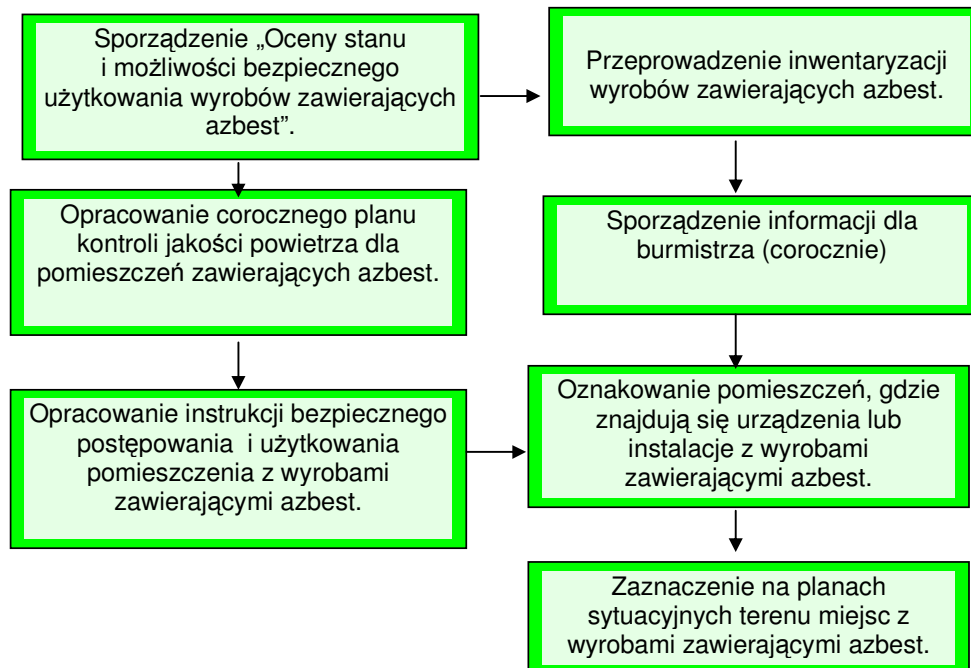 Sporządzenie „Oceny stanu
i możliwości bezpiecznego
użytkowania wyrobów zawierających
azbest”.
Przeprowadzenie inwentaryzacji
wyrobów zawierających azbest.
Opracowanie corocznego planu
kontroli jakości powietrza dla
pomieszczeń zawierających azbest.
Sporządzenie informacji dla
burmistrza (corocznie)
Opracowanie instrukcji bezpiecznego
postępowania i użytkowania
pomieszczenia z wyrobami
zawierającymi azbest.
Oznakowanie pomieszczeń, gdzie
znajdują się urządzenia lub
instalacje z wyrobami
zawierającymi azbest.
Zaznaczenie na planach
sytuacyjnych terenu miejsc z
wyrobami zawierającymi azbest.